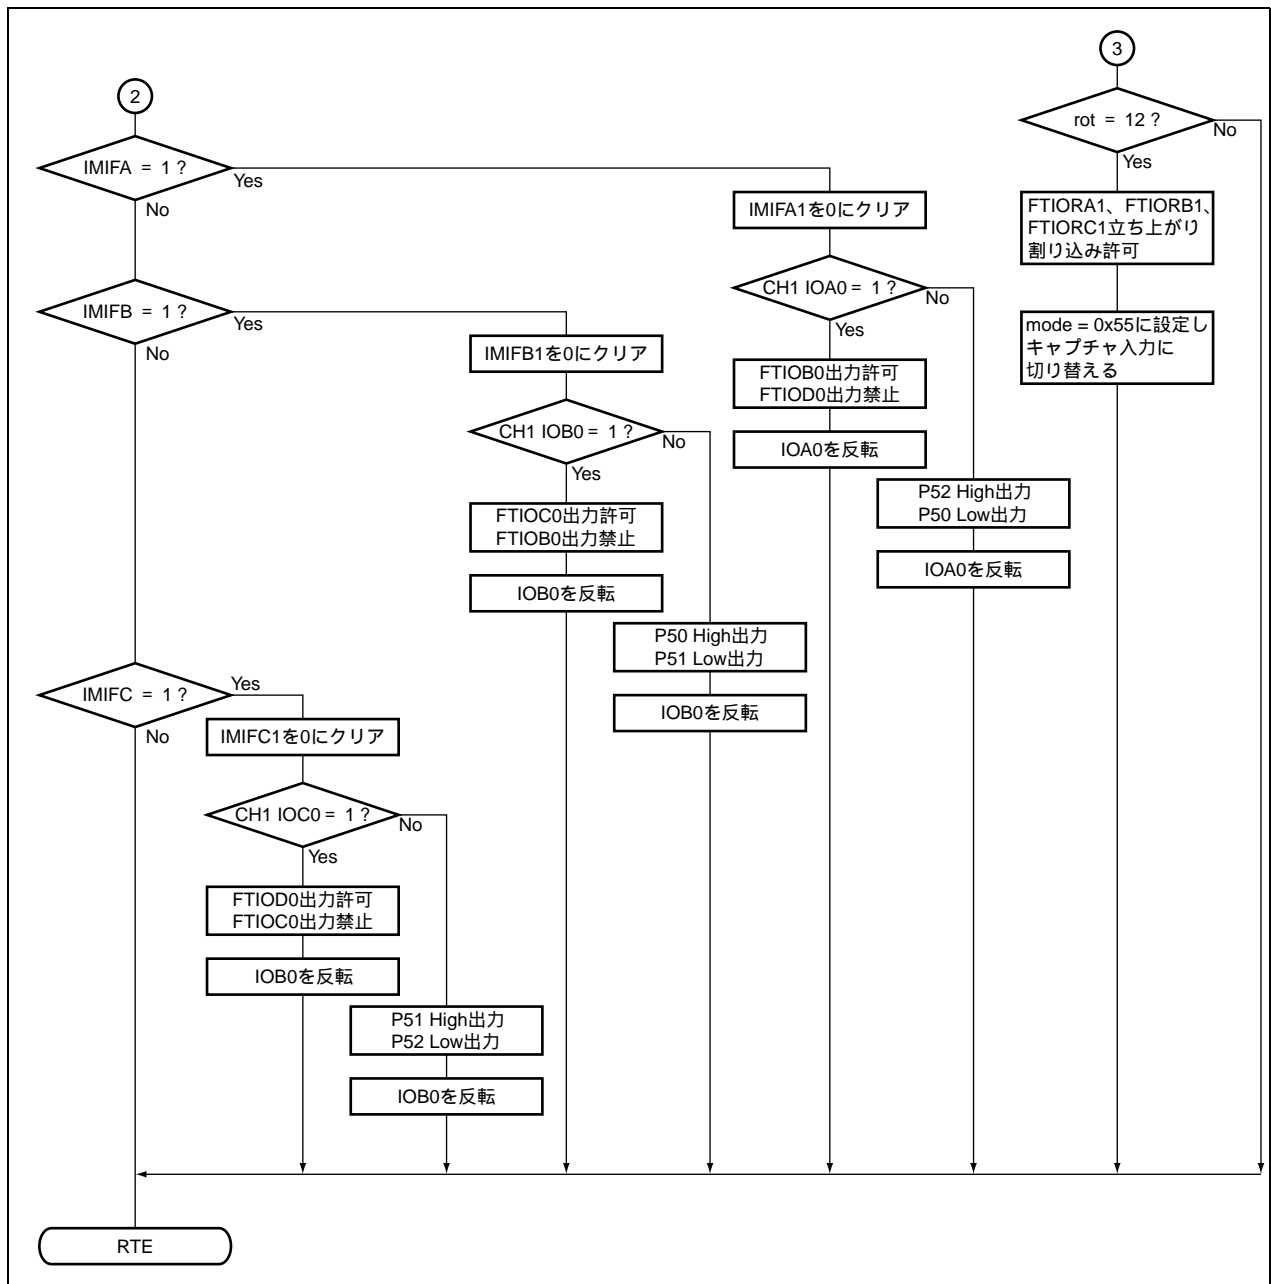 2
IMIFA = 1 ?
Yes
No
IMIFB = 1 ?
Yes
No
IMIFC = 1 ?
Yes
No
IMIFC1を0にクリア
CH1 IOC0 = 1 ?
No
Yes
FTIOD0出力許可
FTIOC0出力禁止
IOB0を反転
P51 High出力
P52 Low出力
IOB0を反転
IMIFB1を0にクリア
CH1 IOB0 = 1 ?
No
Yes
FTIOC0出力許可
FTIOB0出力禁止
IOB0を反転
P50 High出力
P51 Low出力
IOB0を反転
IMIFA1を0にクリア
CH1 IOA0 = 1 ?
No
Yes
FTIOB0出力許可
FTIOD0出力禁止
IOA0を反転
P52 High出力
P50 Low出力
IOA0を反転
3
rot = 12 ?
No
Yes
FTIORA1、FTIORB1、
FTIORC1立ち上がり
割り込み許可
mode = 0x55に設定し
キャプチャ入力に
切り替える
RTE